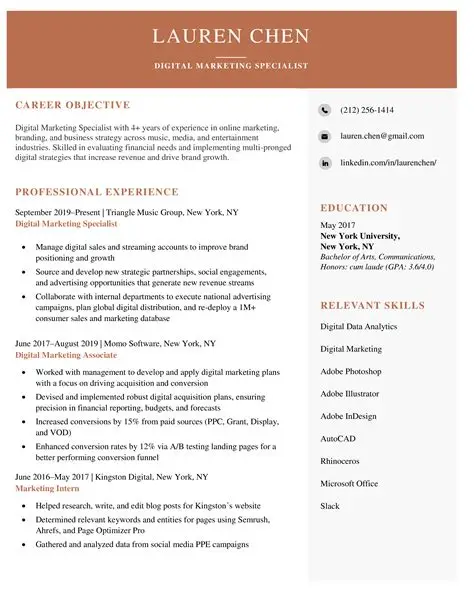 LAUREN CHEN
DIGITAL MARKETING SPECIALIST
CAREER OBJECTIVE
Digital Marketing Specialist with 4+ years of experience in online marketing,
branding, and business strategy across music, media, and entertainment
industries. Skilled in evaluating financial needs and implementing multi-pronged
digital strategies that increase revenue and drive brand growth.
PROFESSIONAL EXPERIENCE
September 2019–Present | Triangle Music Group, New York, NY
Digital Marketing Specialist
• Manage digital sales and streaming accounts to improve brand
positioning and growth
• Source and develop new strategic partnerships, social engagements,
and advertising opportunities that generate new revenue streams
• Collaborate with internal departments to execute national advertising
campaigns, plan global digital distribution, and re-deploy a 1M+
consumer sales and marketing database
June 2017–August 2019 | Momo Software, New York, NY
Digital Marketing Associate
• Worked with management to develop and apply digital marketing plans
with a focus on driving acquisition and conversion
• Devised and implemented robust digital acquisition plans, ensuring
precision in financial reporting, budgets, and forecasts
• Increased conversions by 15% from paid sources (PPC, Grant, Display,
and VOD)
• Enhanced conversion rates by 12% via A/B testing landing pages for a
better performing conversion funnel
June 2016–May 2017 | Kingston Digital, New York, NY
Marketing Intern
• Helped research, write, and edit blog posts for Kingston's website
• Determined relevant keywords and entities for pages using Semrush,
Ahrefs, and Page Optimizer Pro
• Gathered and analyzed data from social media PPE campaigns
(212) 256-1414
lauren.chen@gmail.com
in linkedin.com/in/laurenchen/
EDUCATION
May 2017
New York University,
New York, NY
Bachelor of Arts, Communications,
Honors: cum laude (GPA: 3.6/4.0)
RELEVANT SKILLS
Digital Data Analytics
Digital Marketing
Adobe Photoshop
Adobe Illustrator
Adobe InDesign
AutoCAD
Rhinoceros
Microsoft Office
Slack